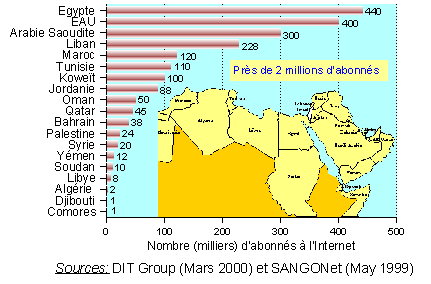 Egypte 440
EAU 400
Arabie Saoudite 300
Liban 228
Maroc 120
Tunisie 110
Koweït 100
Jordanie 88
Oman 50
Qatar 45
Bahrain 38
Palestine 24
Syrie 20
Yémen 12
Soudan 10
Libye 8
Algérie 2
Djibouti 1
Comores 1
Près de 2 millions d'abonnés
0 100 200 300 400 500
Nombre (milliers) d'abonnés à l'Internet
Sources: DIT Group (Mars 2000) et SANGONet (May 1999)